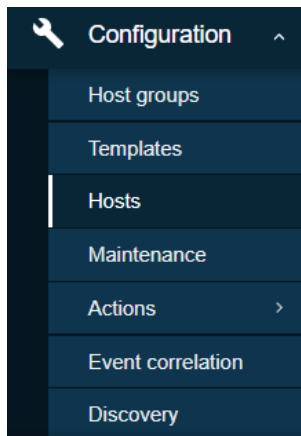 Configuration
Host groups
Templates
Hosts
Maintenance
Actions
Event correlation
Discovery